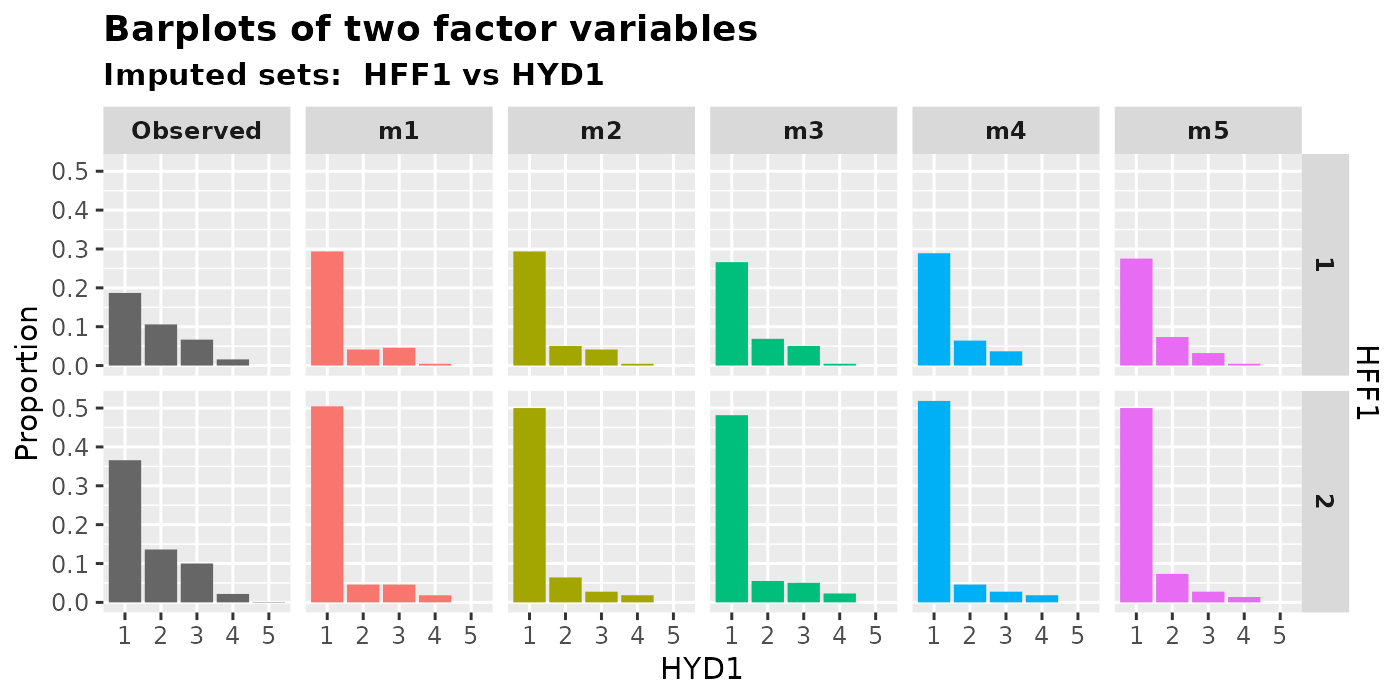 Barplots of two factor variables
Imputed sets:  HFF1 vs HYD1
Observed m1 m2 m3 m4 m5
0.5
0.4
0.3
0.2
0.1
0.0
1
0.5
0.4
0.3
0.2
0.1
0.0
2
Proportion
HFF1
1 2 3 4 5 1 2 3 4 5 1 2 3 4 5 1 2 3 4 5 1 2 3 4 5 1 2 3 4 5
HYD1